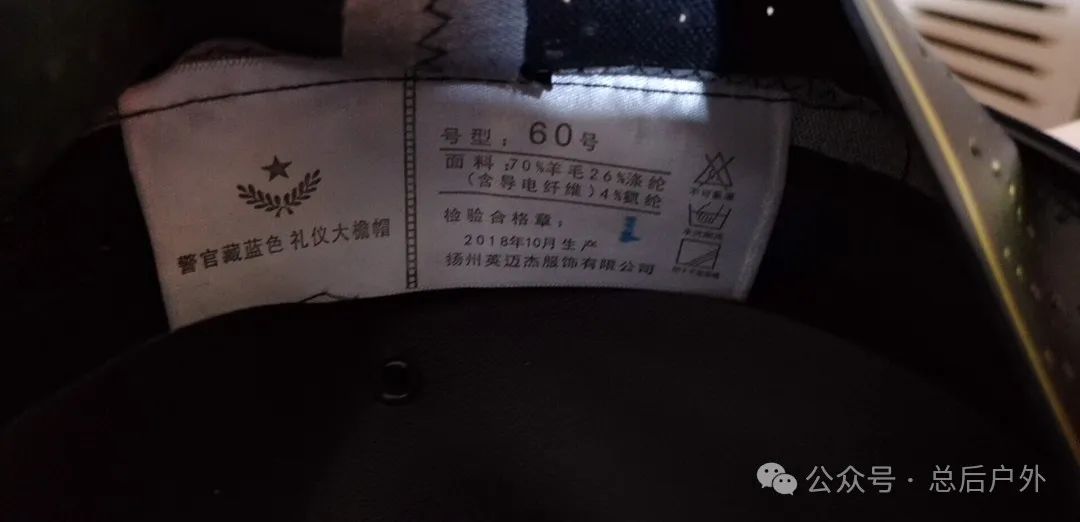 警官藏蓝色 礼仪大檐帽
号型：60号
面料：70%羊毛26%涤纶
（含导电纤维）4%氨纶
检验合格章：
2018年10月生产
扬州英迈杰服饰有限公司
公众号·总后户外